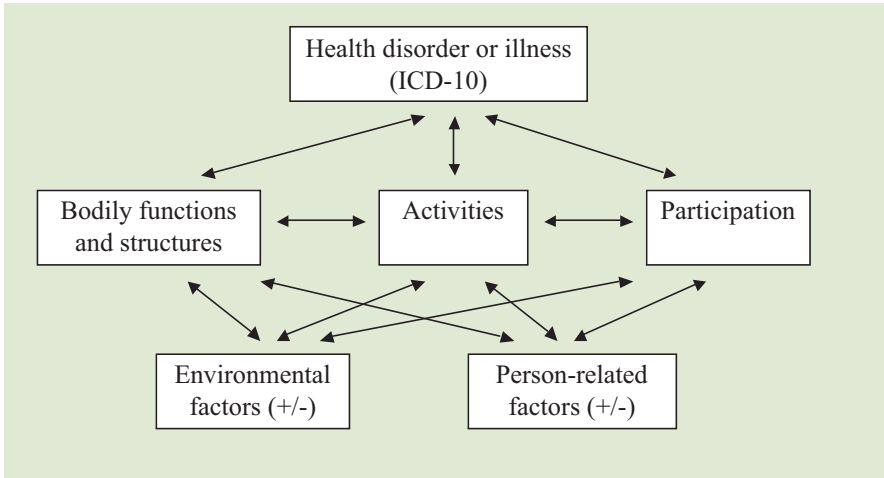 Health disorder or illness
(ICD-10)
Bodily functions
and structures
Activities
Participation
Environmental
factors (+/-)
Person-related
factors (+/-)